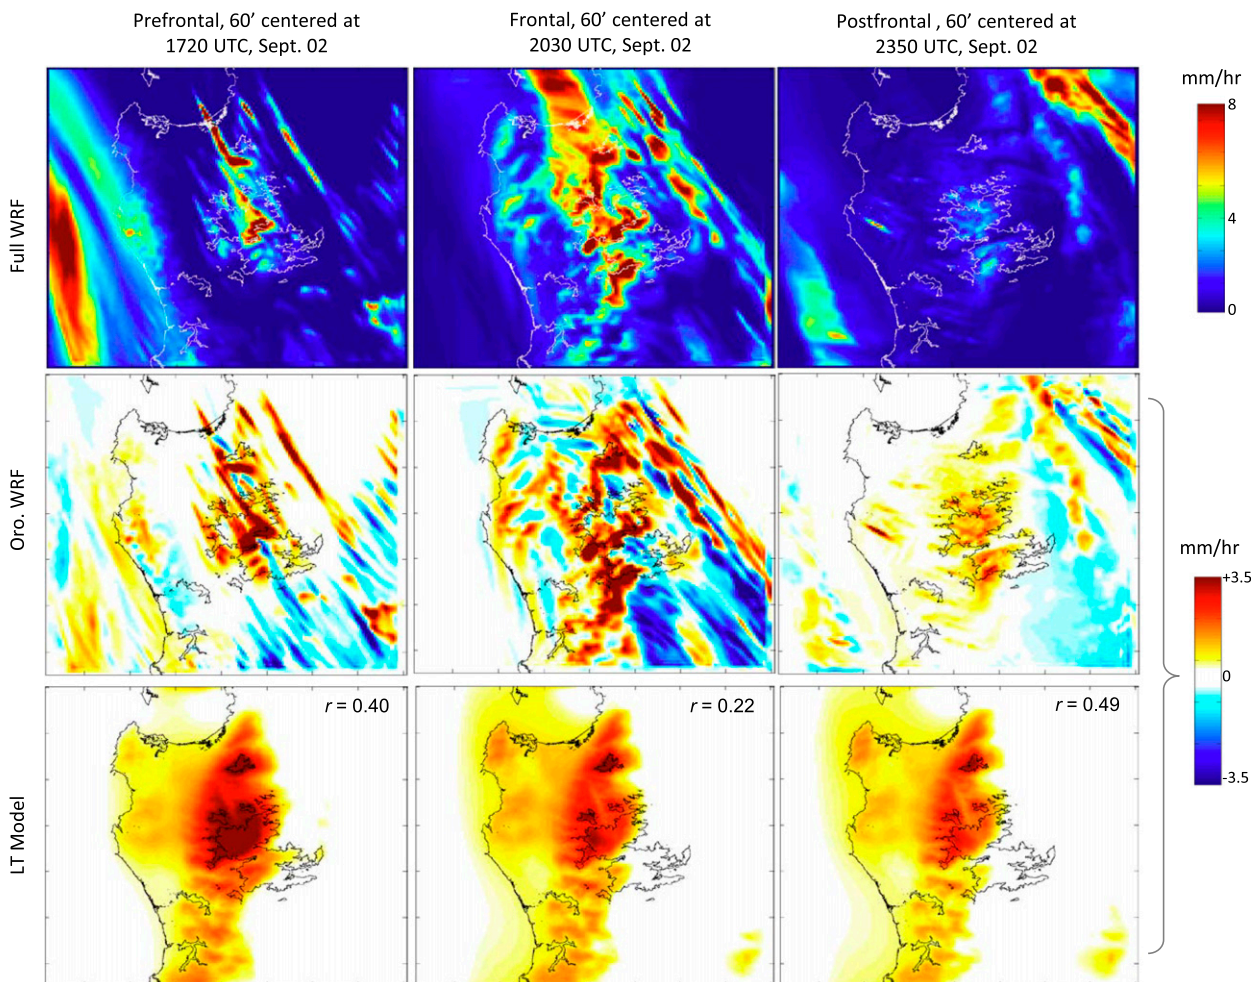 Prefrontal, 60’ centered at
1720 UTC, Sept. 02
Frontal, 60’ centered at
2030 UTC, Sept. 02
Postfrontal , 60’ centered at
2350 UTC, Sept. 02
Full WRF
mm/hr
8
4
0
Oro. WRF
mm/hr
+3.5
0
-3.5
LT Model
r = 0.40
r = 0.22
r = 0.49